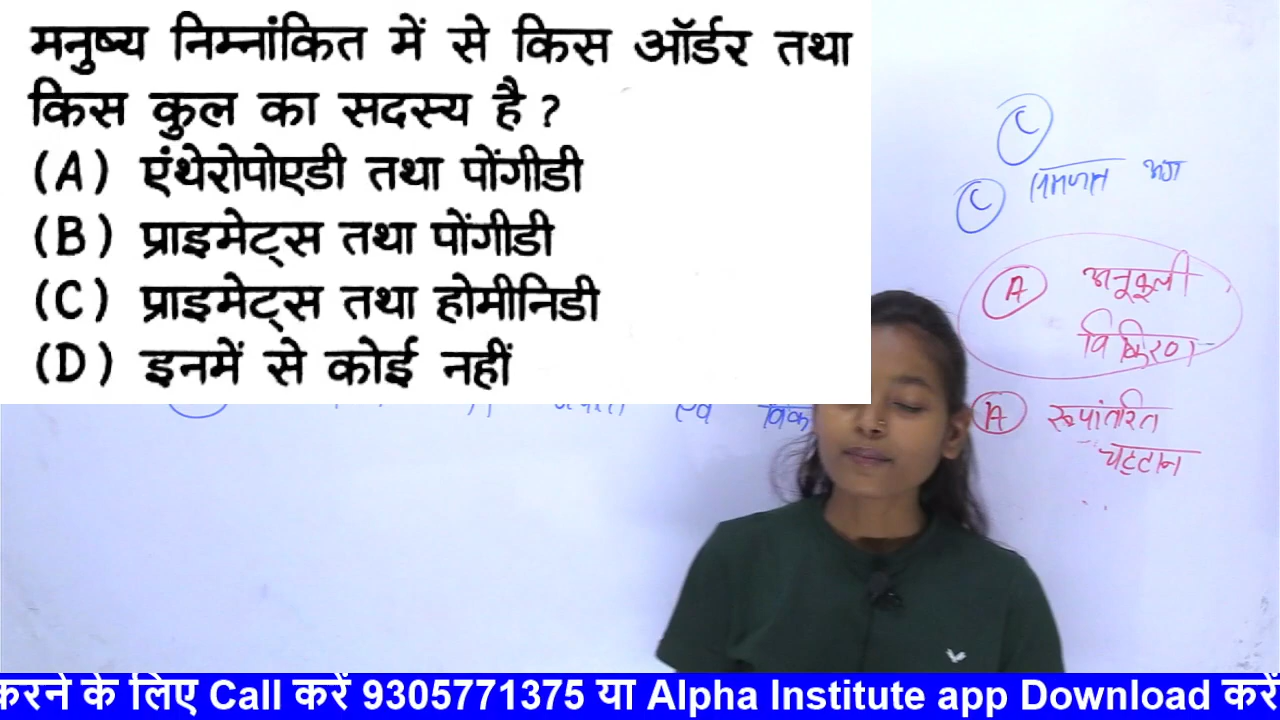 मनुष्य निम्नांकित में से किस ऑर्डर तथा
किस कुल का सदस्य है ?
(A) एंथेरोपोएडी तथा पोंगीडी
(B) प्राइमेट्स तथा पोंगीडी
(C) प्राइमेट्स तथा होमीनिडी
(D) इनमें से कोई नहीं
C
C
A अनुकूली
विकिरण
A रूपांतरित
चट्टान
एवं
करने के लिए Call करें 9305771375 या Alpha Institute app Download करें